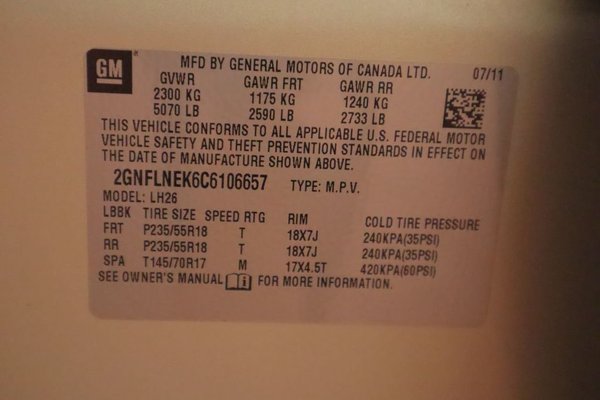 GM MFD BY GENERAL MOTORS OF CANADA LTD. 07/11
GVWR GAWR FRT GAWR RR
2300 KG 1175 KG 1240 KG
5070 LB 2590 LB 2733 LB
THIS VEHICLE CONFORMS TO ALL APPLICABLE U.S. FEDERAL MOTOR
VEHICLE SAFETY AND THEFT PREVENTION STANDARDS IN EFFECT ON
THE DATE OF MANUFACTURE SHOWN ABOVE.
2GNFLNEK6C6106657 TYPE: M.P.V.
MODEL: LH26
LBBK TIRE SIZE SPEED RTG RIM COLD TIRE PRESSURE
FRT P235/55R18 T 18X7J 240KPA(35PSI)
RR P235/55R18 T 18X7J 240KPA(35PSI)
SPA T145/70R17 M 17X4.5T 420KPA(60PSI)
SEE OWNER'S MANUAL FOR MORE INFORMATION.